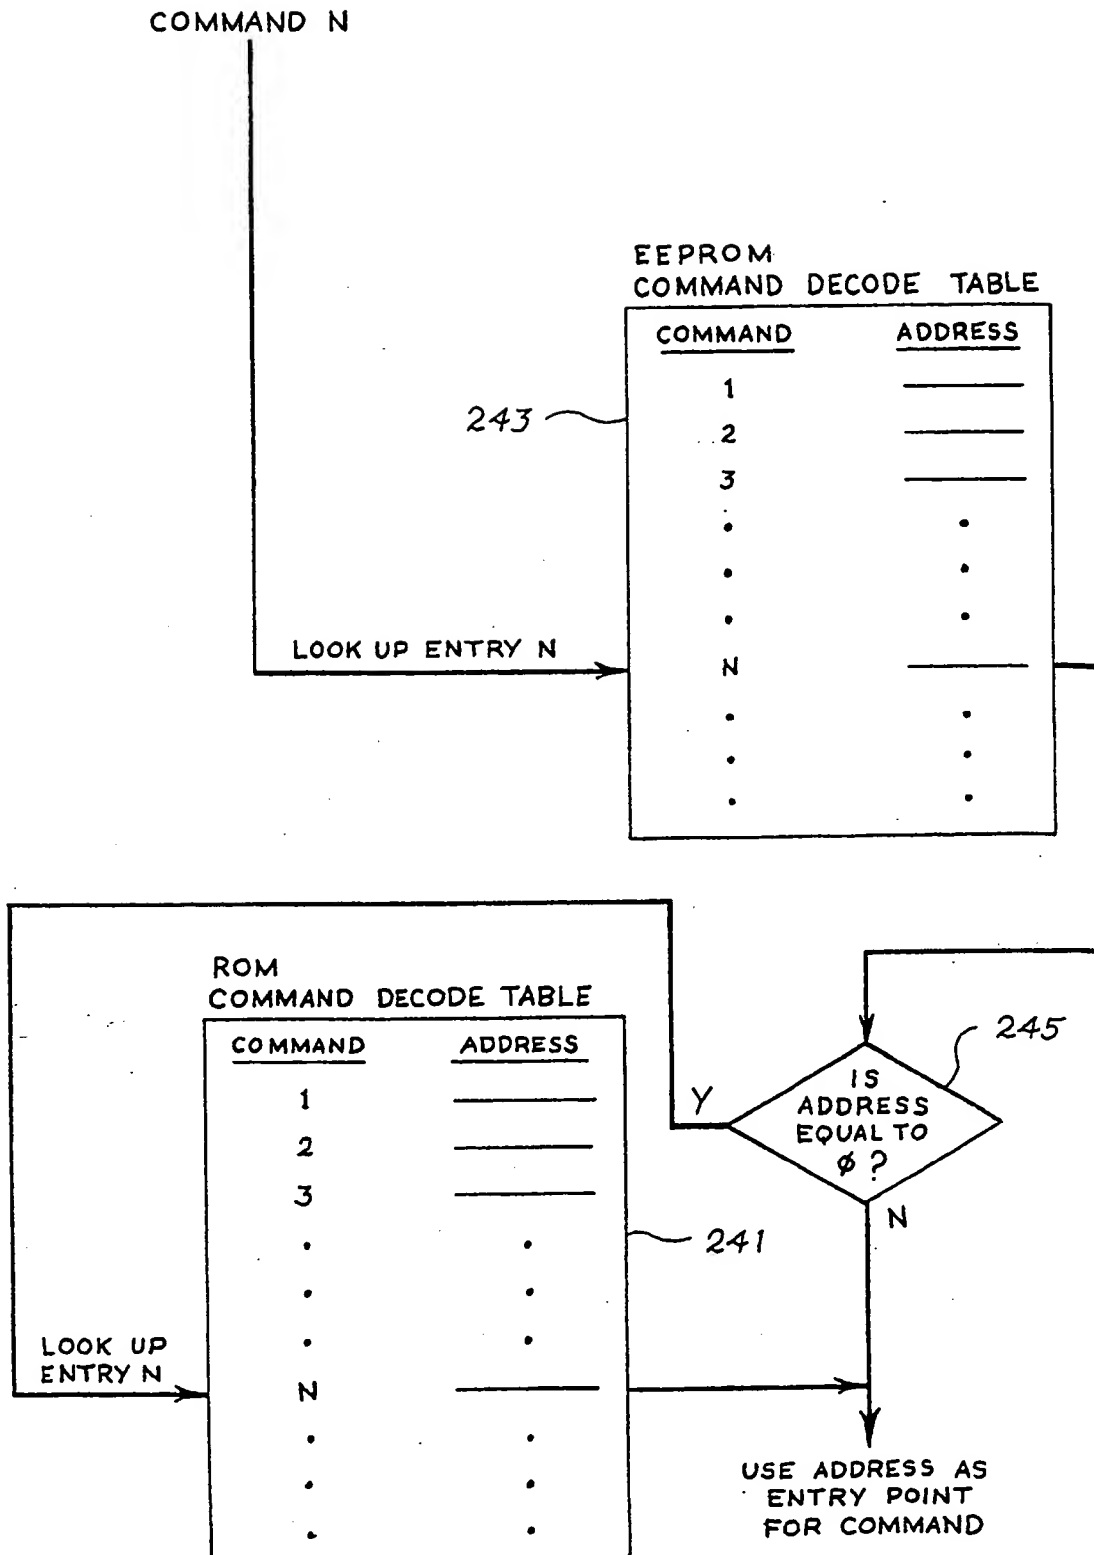 COMMAND N
EEPROM
COMMAND DECODE TABLE
COMMAND ADDRESS
1
2
3
243
LOOK UP ENTRY N
N
ROM
COMMAND DECODE TABLE
COMMAND ADDRESS
1
2
3
241
LOOK UP
ENTRY N
N
245
IS
ADDRESS
EQUAL TO
ø ?
Y
N
USE ADDRESS AS
ENTRY POINT
FOR COMMAND